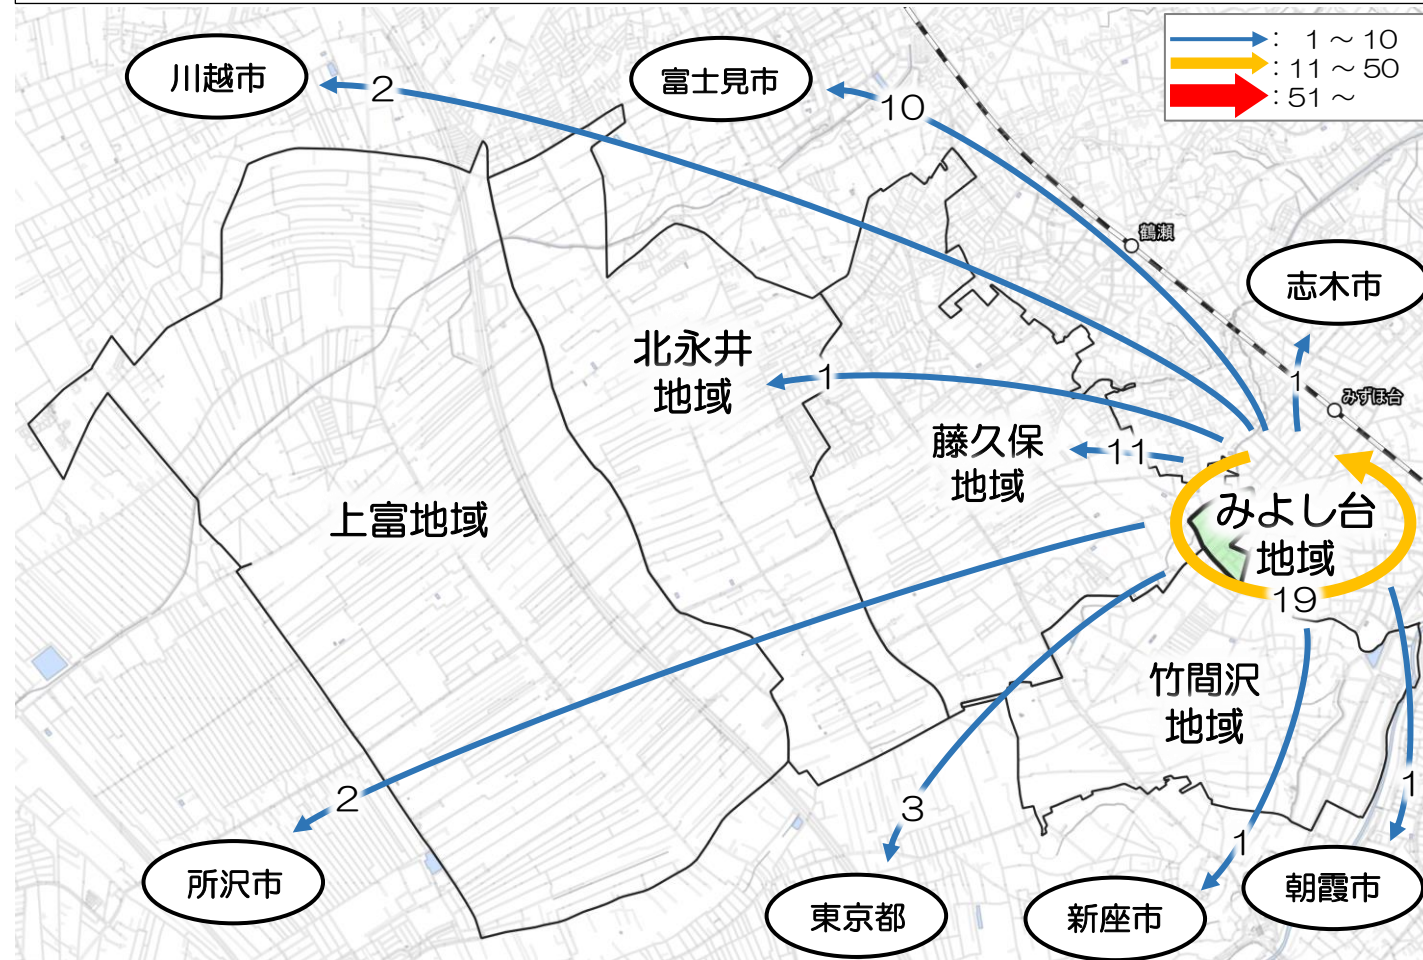 : 1～10
: 11～50
: 51～
川越市
2
富士見市
10
鶴瀬
志木市
1
みずほ台
北永井
地域
1
藤久保
地域
11
上富地域
みよし台
地域
19
竹間沢
地域
2
3
1
1
所沢市
東京都
新座市
朝霞市